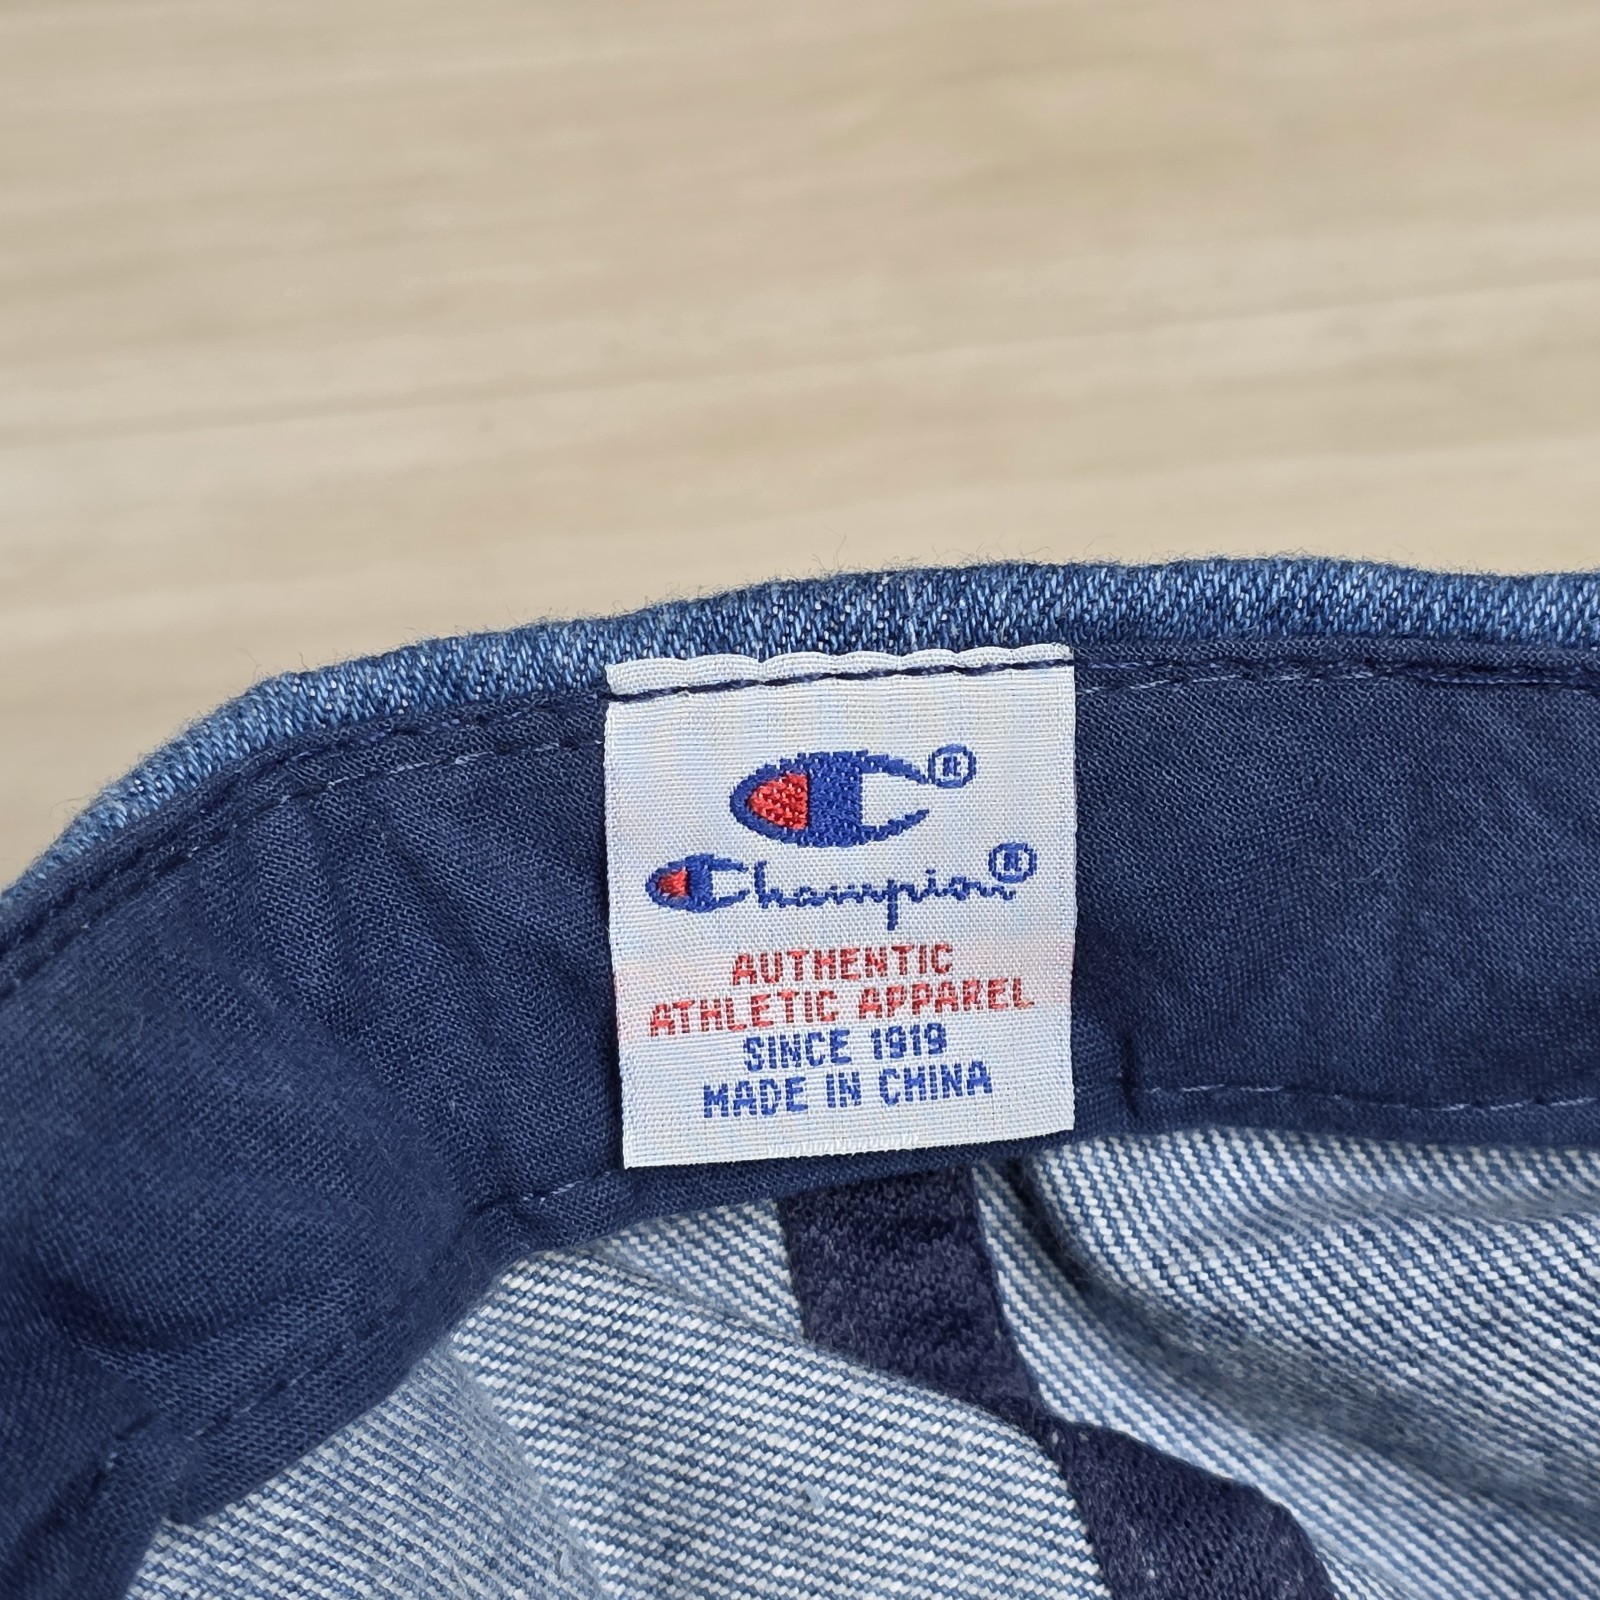 C®
Champion®
AUTHENTIC
ATHLETIC APPAREL
SINCE 1919
MADE IN CHINA